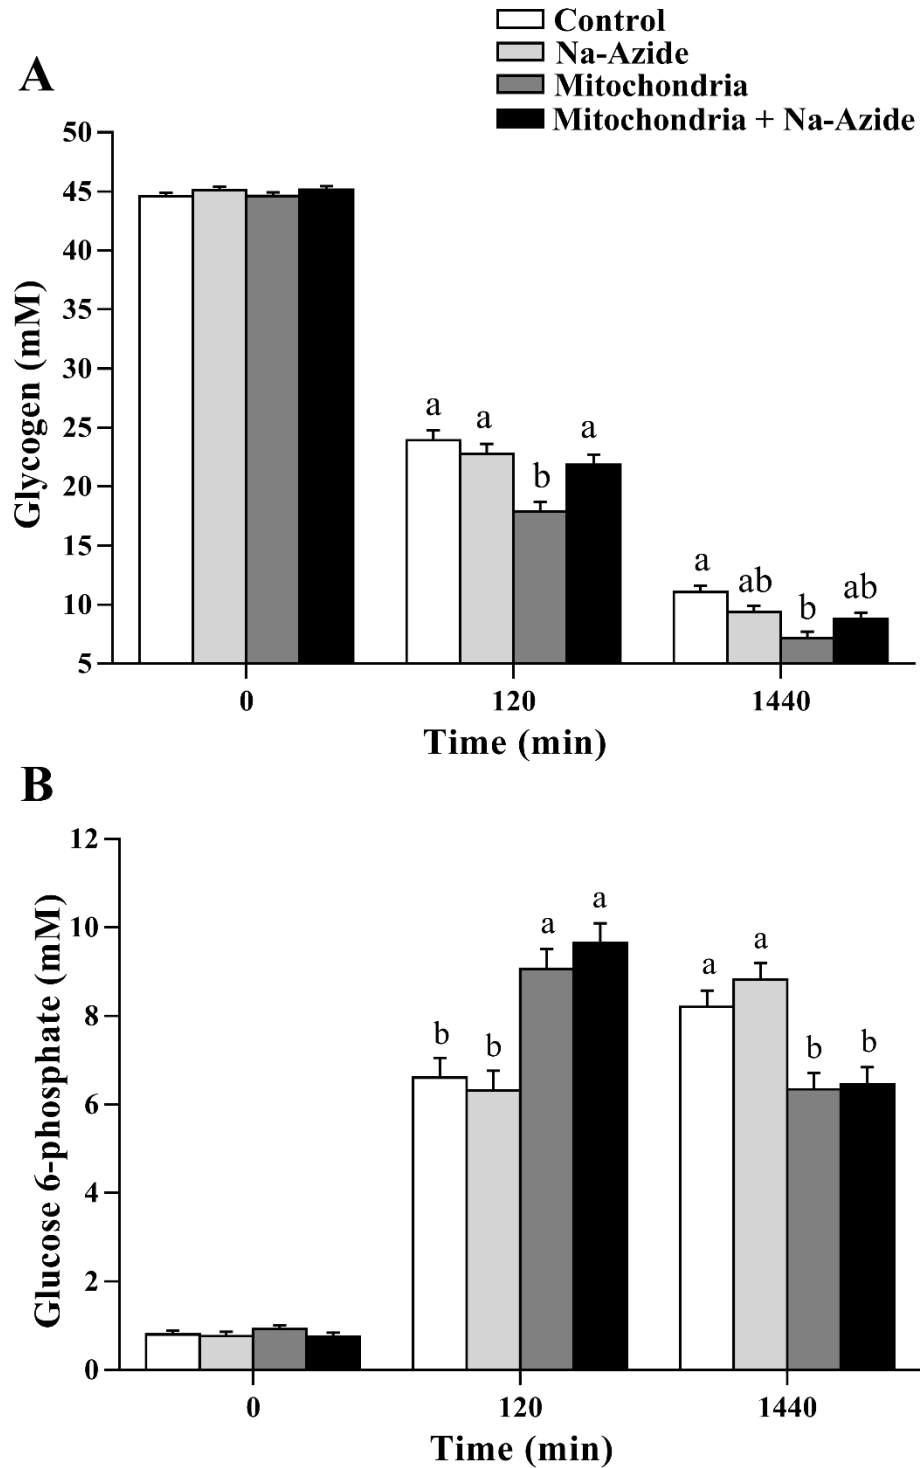 Control
Na-Azide
Mitochondria
Mitochondria + Na-Azide
A
50
45
40
35
30
25
20
15
10
5
Glycogen (mM)
a
a
b
a
a
ab
b
ab
0
120
1440
Time (min)
B
12
10
8
6
4
2
0
Glucose 6-phosphate (mM)
b
b
a
a
a
a
b
b
0
120
1440
Time (min)